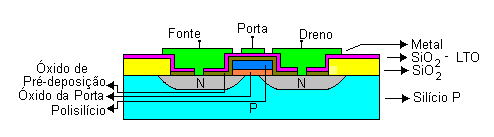 Fonte Porta Dreno
Metal
SiO2 - LTO
SiO2
Óxido de
Pré-deposição
Óxido da Porta
Polisilício
N N
P
Silício P